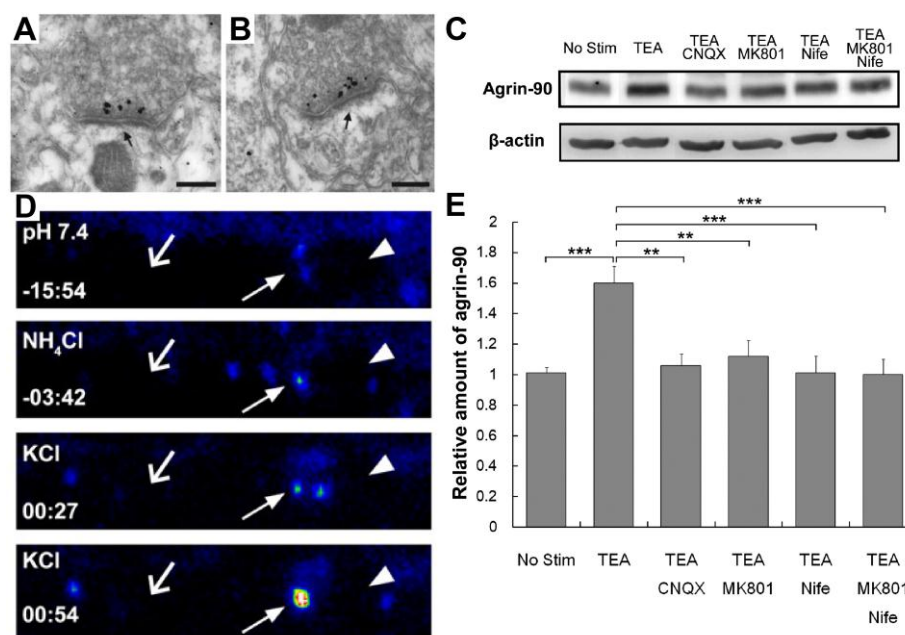 A
B
C
No Stim
TEA
TEA
CNQX
TEA
MK801
TEA
Nife
TEA
MK801
Nife
Agrin-90
β-actin
D
pH 7.4
-15:54
NH4Cl
-03:42
KCl
00:27
KCl
00:54
E
***
***
**
***
**
2
1.8
1.6
1.4
1.2
1.0
0.8
0.6
0.4
0.2
0
Relative amount of agrin-90
No Stim
TEA
TEA
CNQX
TEA
MK801
TEA
Nife
TEA
MK801
Nife